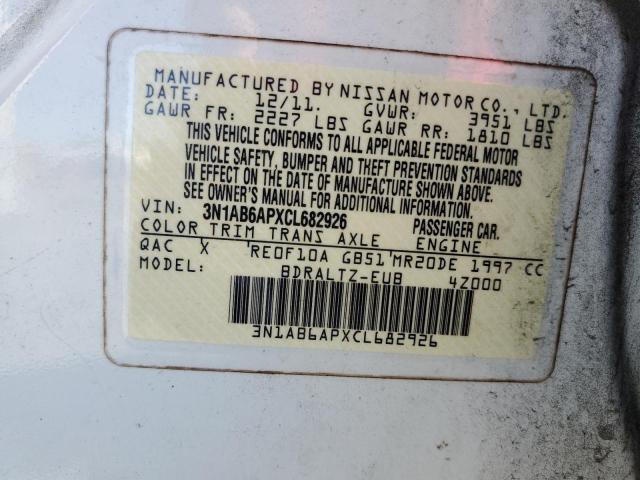 MANUFACTURED BY NISSAN MOTOR CO., LTD.
DATE: 12/11. GVWR: 3951 LBS
GAWR FR: 2227 LBS GAWR RR: 1810 LBS
THIS VEHICLE CONFORMS TO ALL APPLICABLE FEDERAL MOTOR
VEHICLE SAFETY, BUMPER AND THEFT PREVENTION STANDARDS
IN EFFECT ON THE DATE OF MANUFACTURE SHOWN ABOVE.
SEE OWNER'S MANUAL FOR ADDITIONAL INFORMATION.
VIN: 3N1AB6APXCL682926 PASSENGER CAR.
COLOR TRIM TRANS AXLE ENGINE
QAC X RE0F10A GB51 MR20DE 1997 CC
MODEL: BDRALTZ-EUB 4Z000
3N1AB6APXCL682926